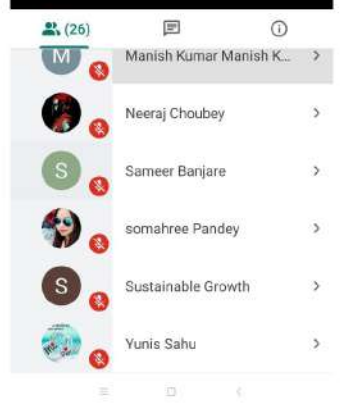 (26)
M Manish Kumar Manish K...
Neeraj Choubey
S Sameer Banjare
somahree Pandey
S Sustainable Growth
Yunis Sahu